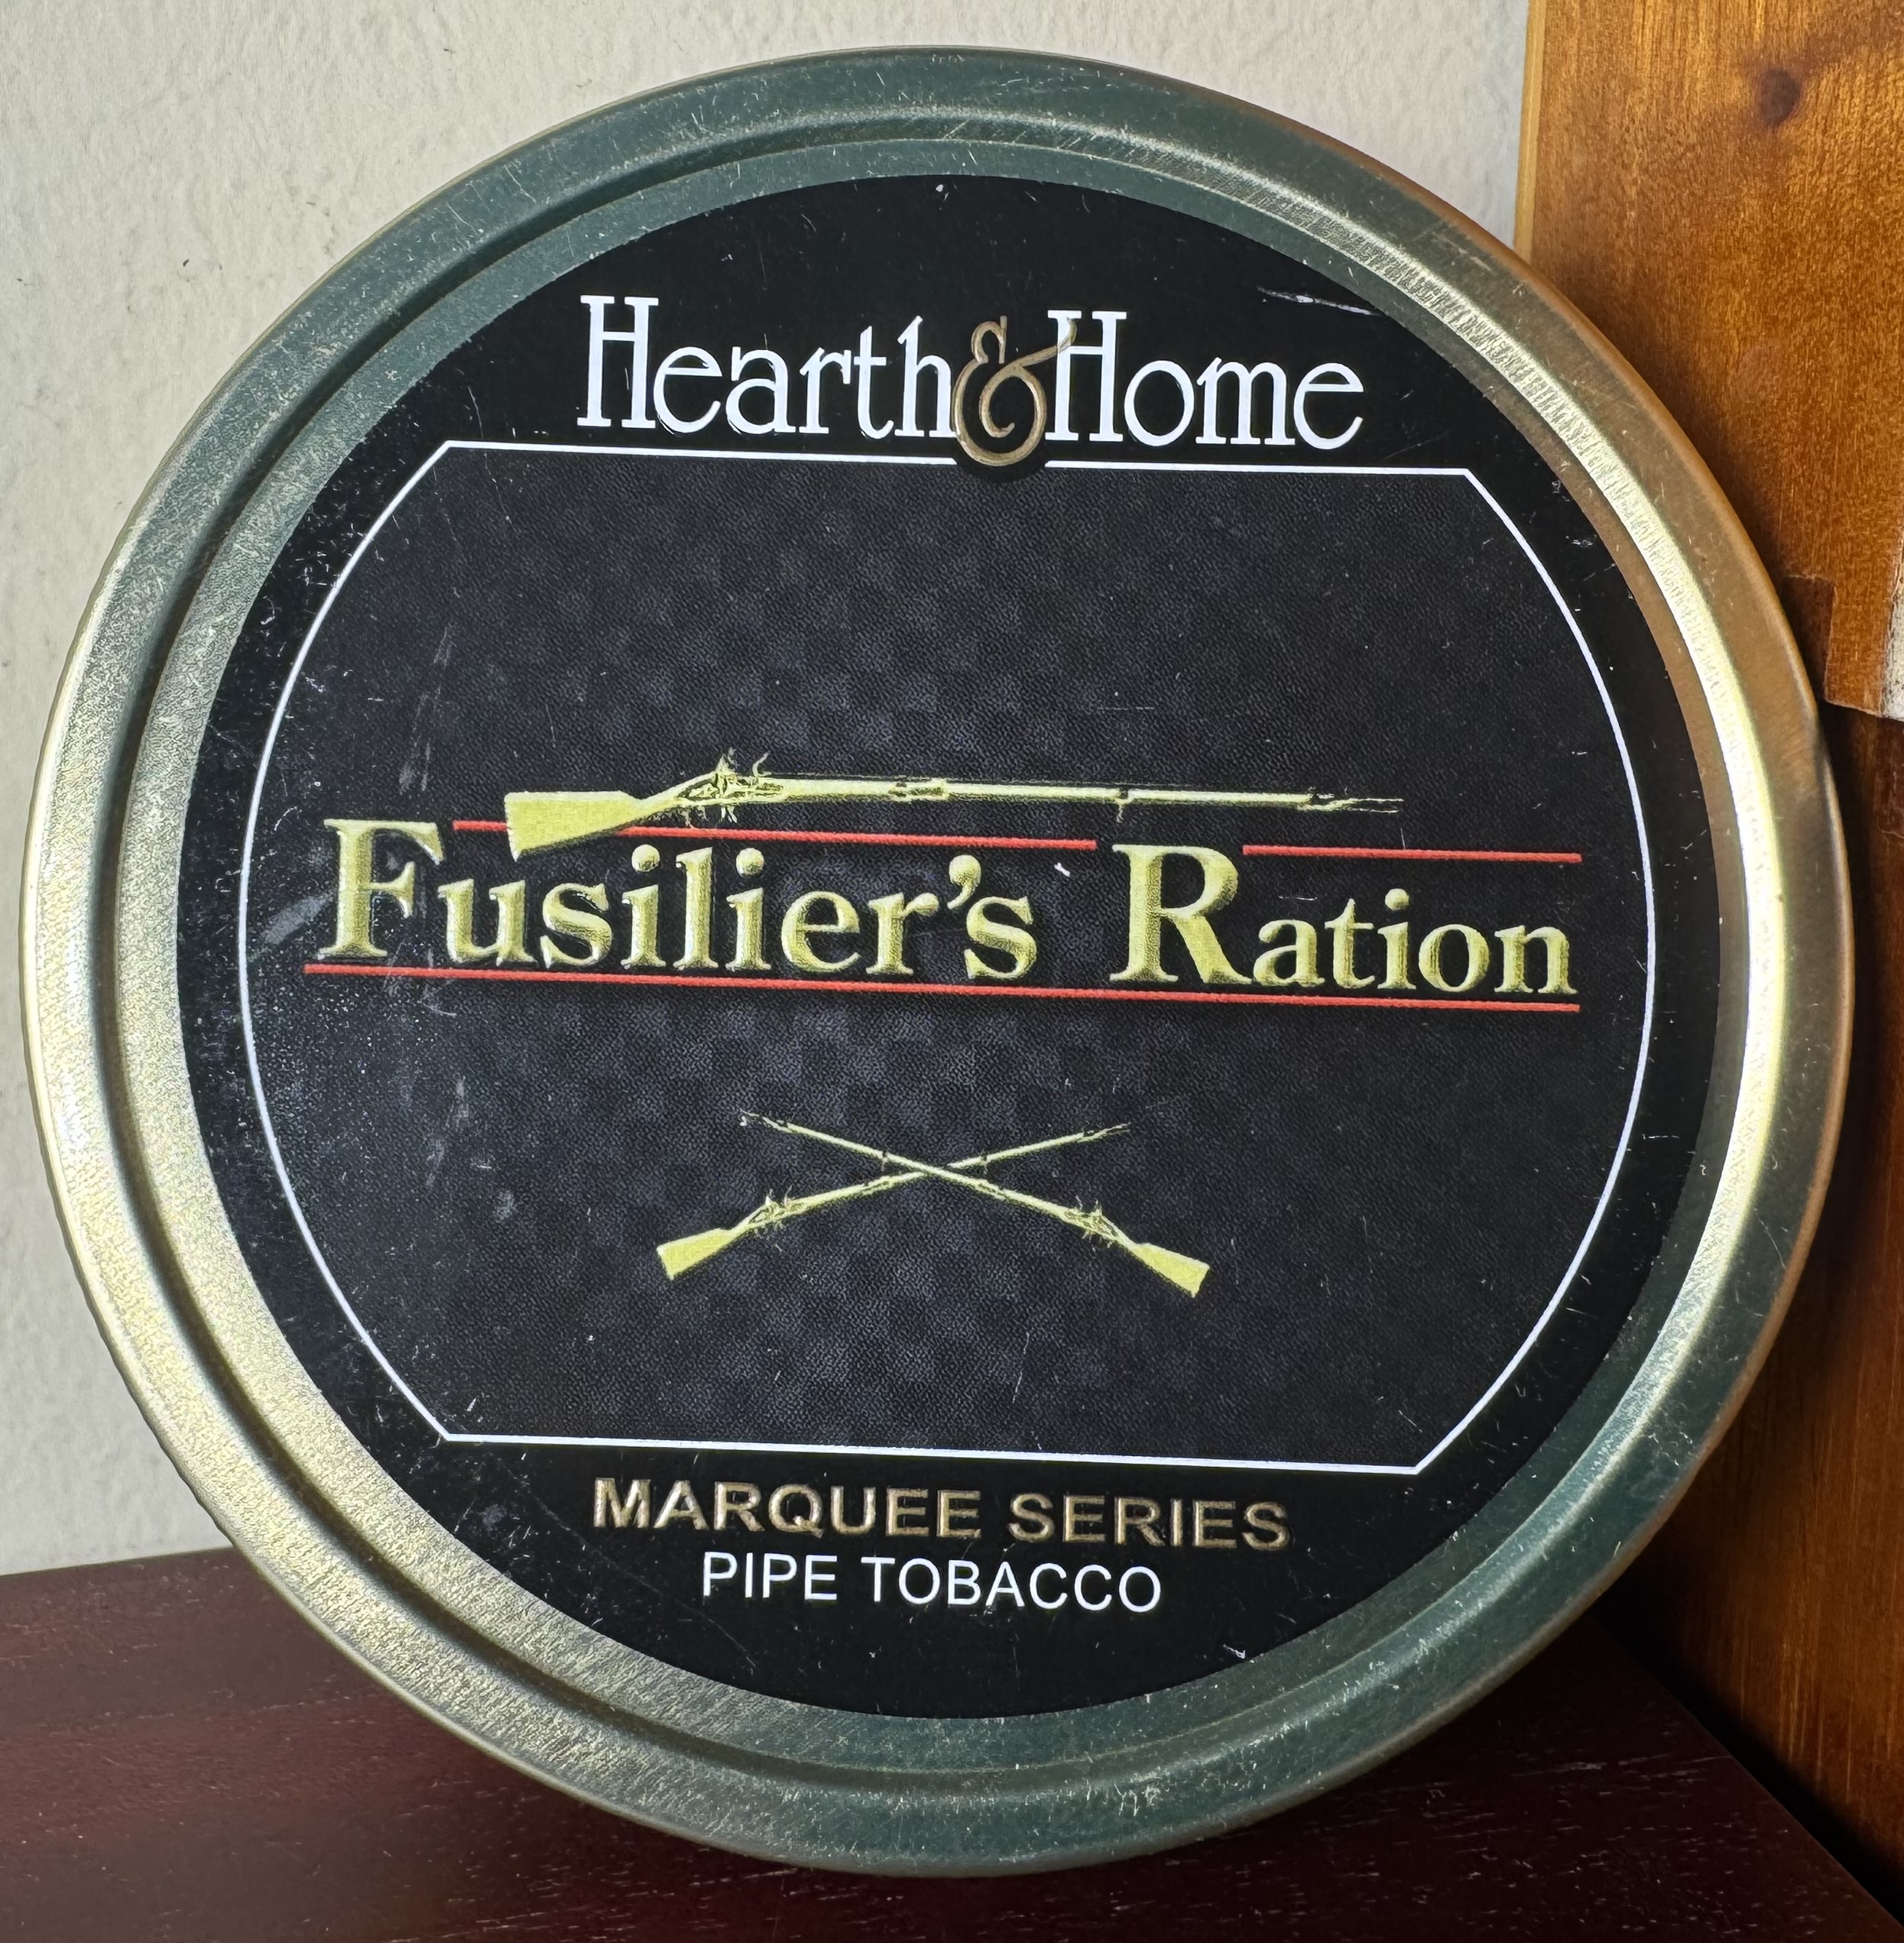 Hearth & Home
Fusilier's Ration
MARQUEE SERIES
PIPE TOBACCO